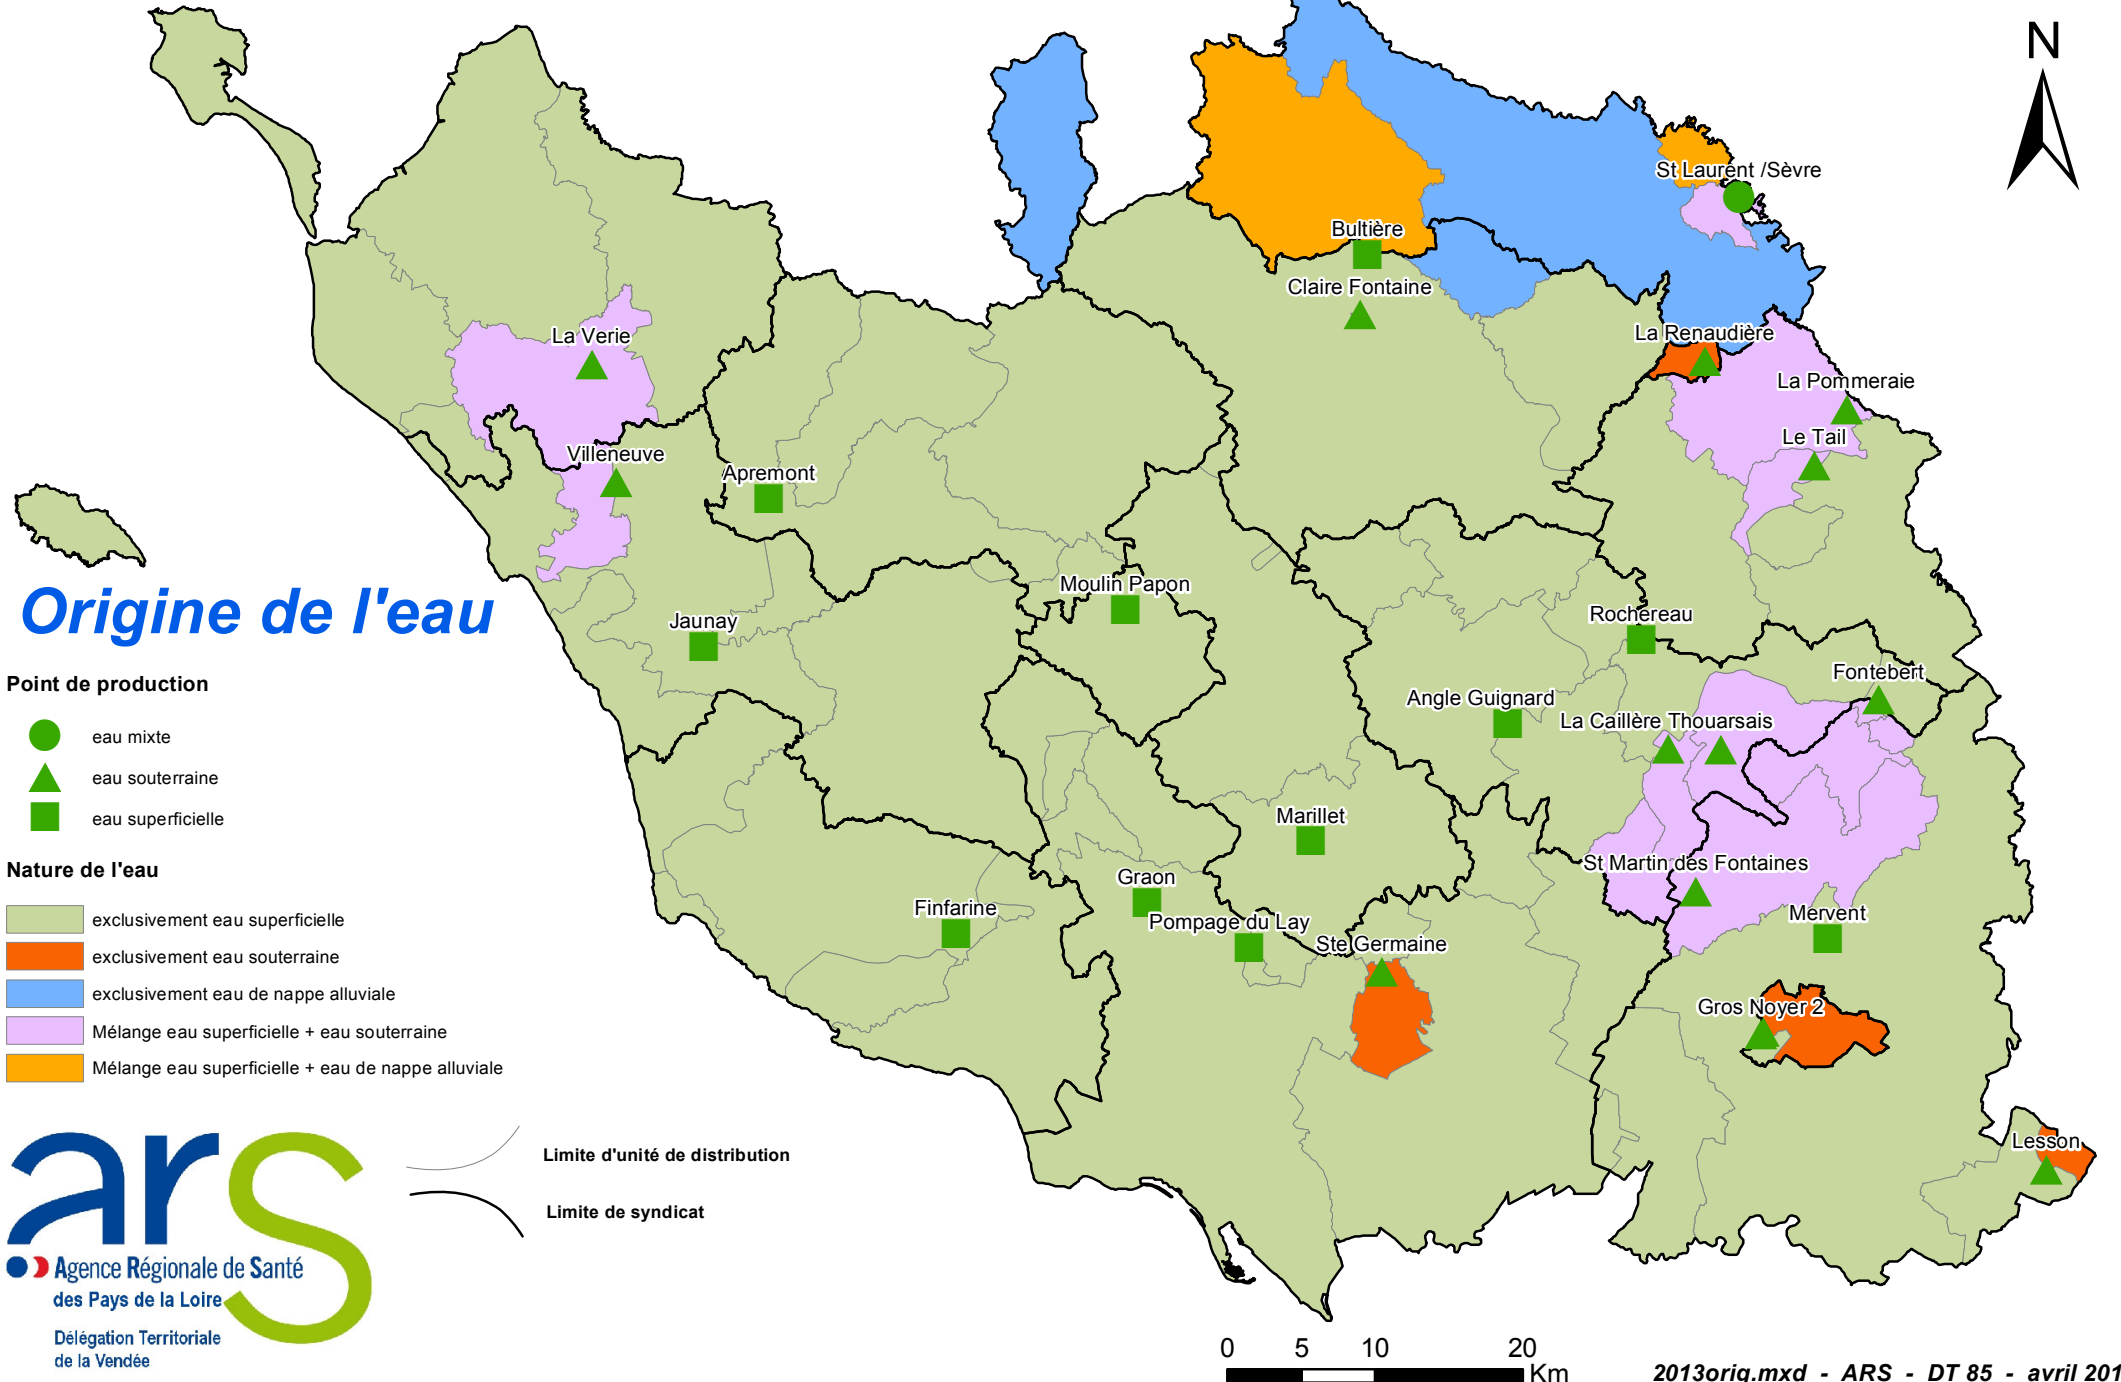 N
St Laurent /Sèvre
Bultière
Claire Fontaine
La Renaudière
La Verie
La Pommeraie
Le Tail
Villeneuve
Apremont
Moulin Papon
Origine de l'eau
Jaunay
Rochereau
Fontebert
Angle Guignard
La Caillère Thouarsais
Point de production
eau mixte
eau souterraine
eau superficielle
Marillet
St Martin des Fontaines
Nature de l'eau
Graon
Finfarine
Pompage du Lay
Mervent
Ste Germaine
exclusivement eau superficielle
exclusivement eau souterraine
exclusivement eau de nappe alluviale
Mélange eau superficielle + eau souterraine
Mélange eau superficielle + eau de nappe alluviale
Gros Noyer 2
Lesson
Limite d'unité de distribution
Limite de syndicat
ars
Agence Régionale de Santé
des Pays de la Loire
Délégation Territoriale
de la Vendée
0 5 10 20
Km
2013orig.mxd - ARS - DT 85 - avril 201